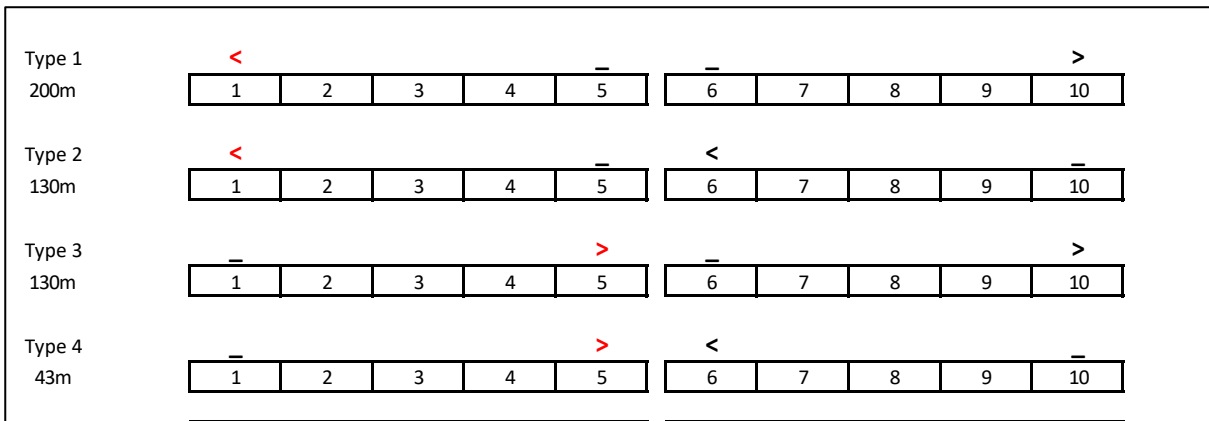 Type 1 < _ _ >
200m 1 2 3 4 5 6 7 8 9 10
Type 2 < _ < _
130m 1 2 3 4 5 6 7 8 9 10
Type 3 _ > _ >
130m 1 2 3 4 5 6 7 8 9 10
Type 4 _ > < _
43m 1 2 3 4 5 6 7 8 9 10